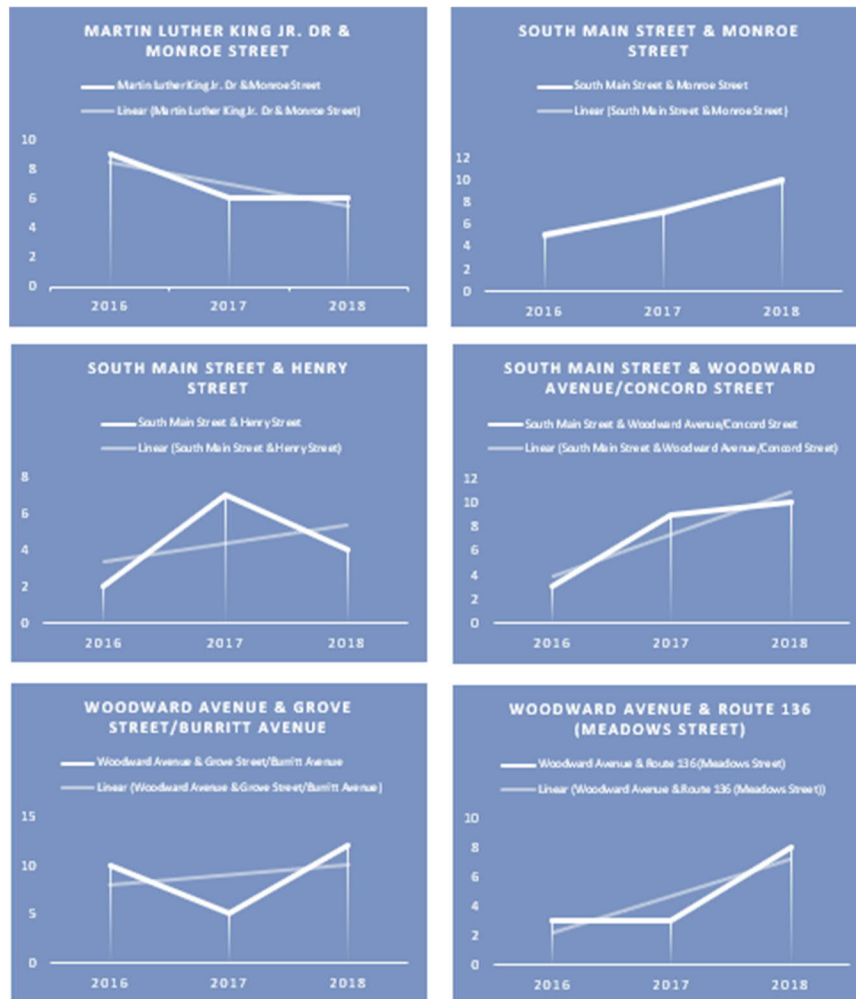 MARTIN LUTHER KING JR. DR &
MONROE STREET
Martin Luther King Jr. Dr & Monroe Street
Linear (Martin Luther King Jr. Dr & Monroe Street)
10
8
6
4
2
0
2016 2017 2018
SOUTH MAIN STREET & MONROE
STREET
South Main Street & Monroe Street
Linear (South Main Street & Monroe Street)
12
10
8
6
4
2
0
2016 2017 2018
SOUTH MAIN STREET & HENRY
STREET
South Main Street & Henry Street
Linear (South Main Street & Henry Street)
8
6
4
2
0
2016 2017 2018
SOUTH MAIN STREET & WOODWARD
AVENUE/CONCORD STREET
South Main Street & Woodward Avenue/Concord Street
Linear (South Main Street & Woodward Avenue/Concord Street)
12
10
8
6
4
2
0
2016 2017 2018
WOODWARD AVENUE & GROVE
STREET/BURRITT AVENUE
Woodward Avenue & Grove Street/Burritt Avenue
Linear (Woodward Avenue & Grove Street/Burritt Avenue)
15
10
5
0
2016 2017 2018
WOODWARD AVENUE & ROUTE 136
(MEADOWS STREET)
Woodward Avenue & Route 136 (Meadows Street)
Linear (Woodward Avenue & Route 136 (Meadows Street))
10
8
6
4
2
0
2016 2017 2018